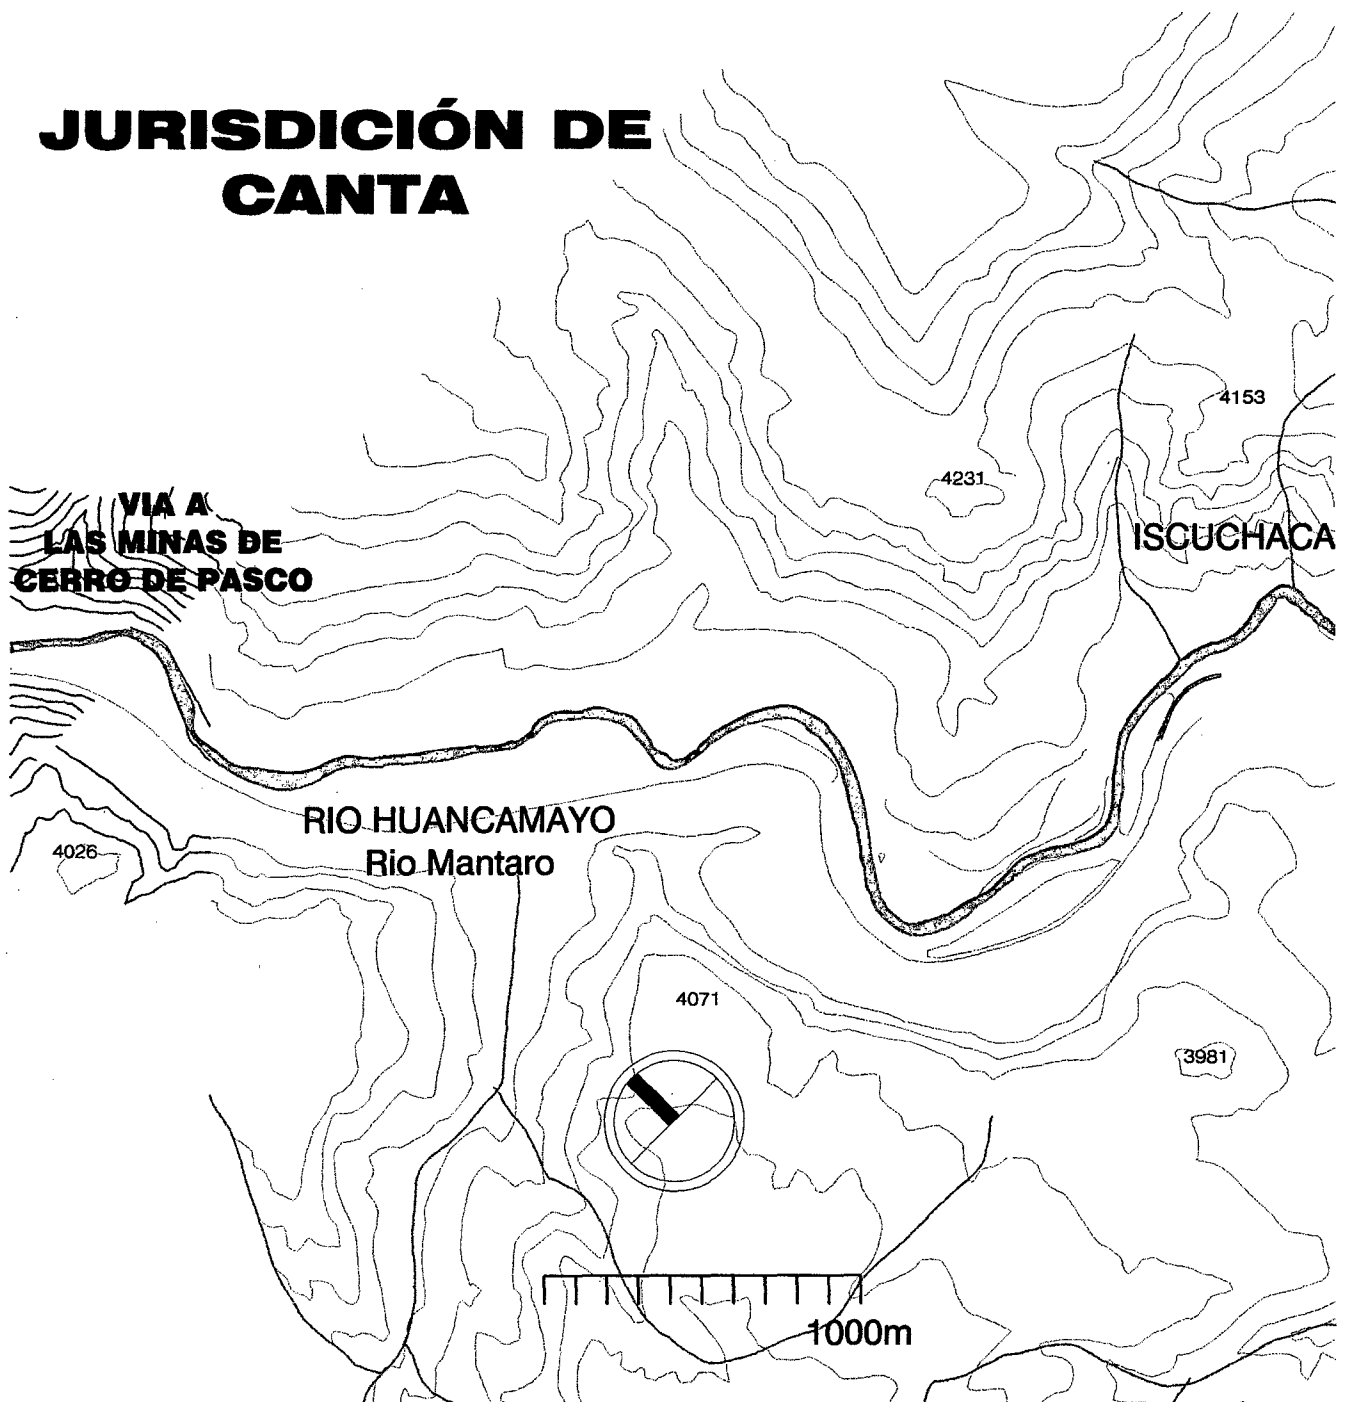 JURISDICIÓN DE
CANTA
4153
4231
VIA A
LAS MINAS DE
CERRO DE PASCO
ISCUCHACA
RIO HUANCAMAYO
Rio Mantaro
4026
4071
3981
1000m